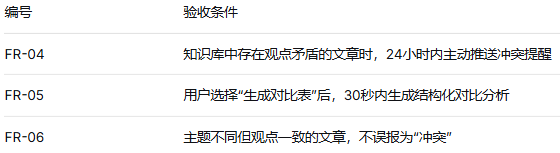 编号 验收条件
FR-04 知识库中存在观点矛盾的文章时，24小时内主动推送冲突提醒
FR-05 用户选择“生成对比表”后，30秒内生成结构化对比分析
FR-06 主题不同但观点一致的文章，不误报为“冲突”